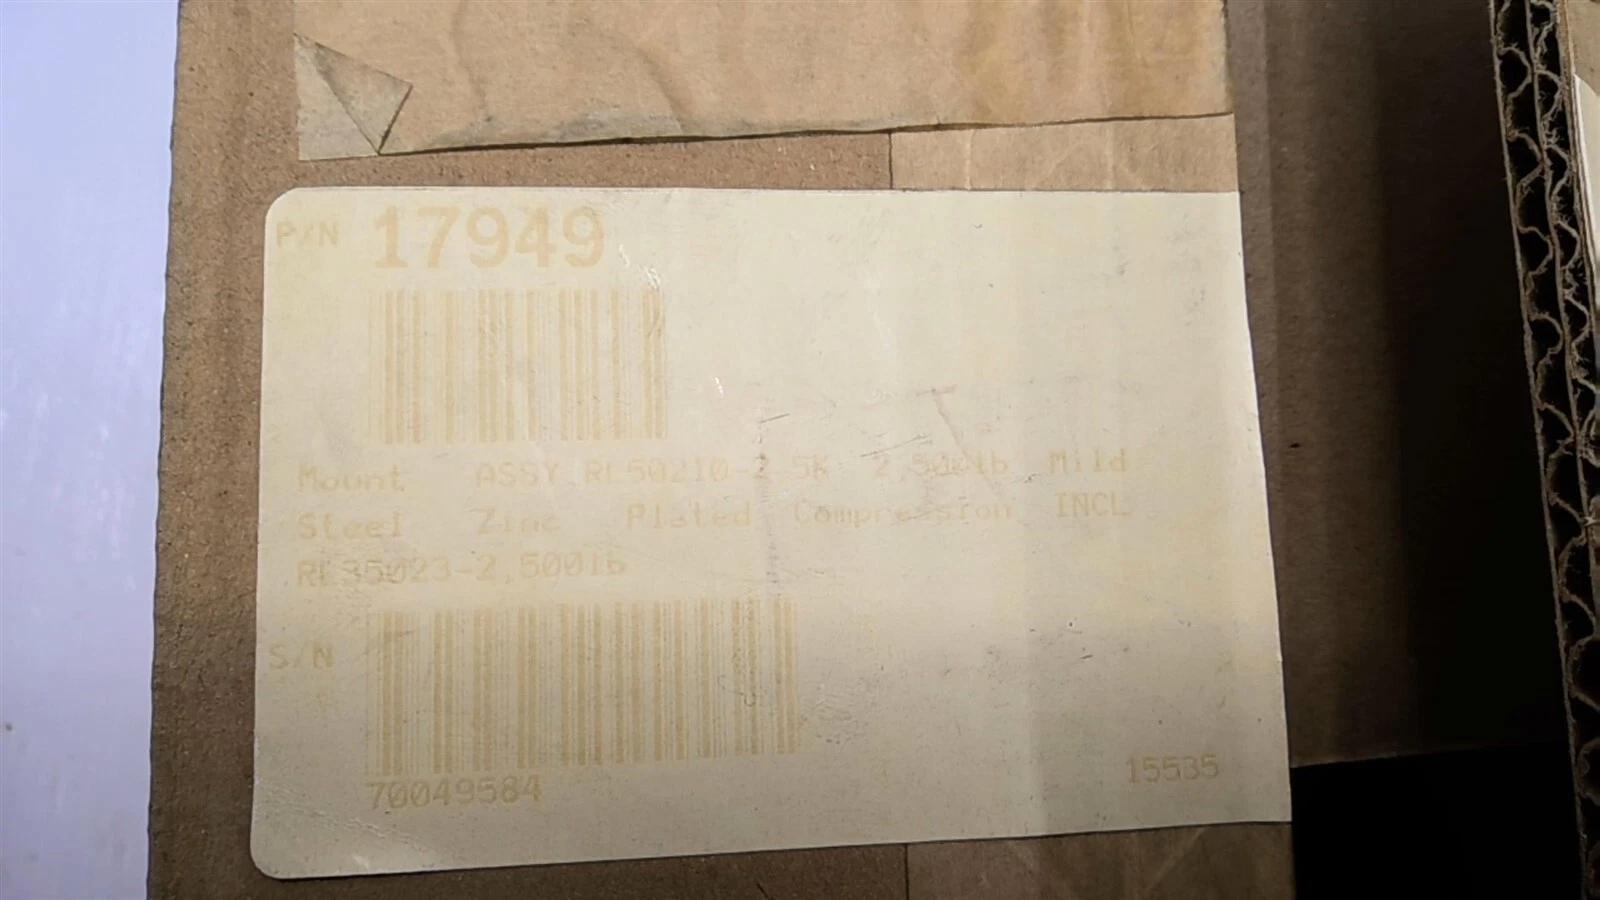 P/N 17949
Mount ASSY RL50210-2.5K 2,500lb Mild
Steel Zinc Plated Compression INCL
RL35023-2,500lb
S/N
70049584
15535